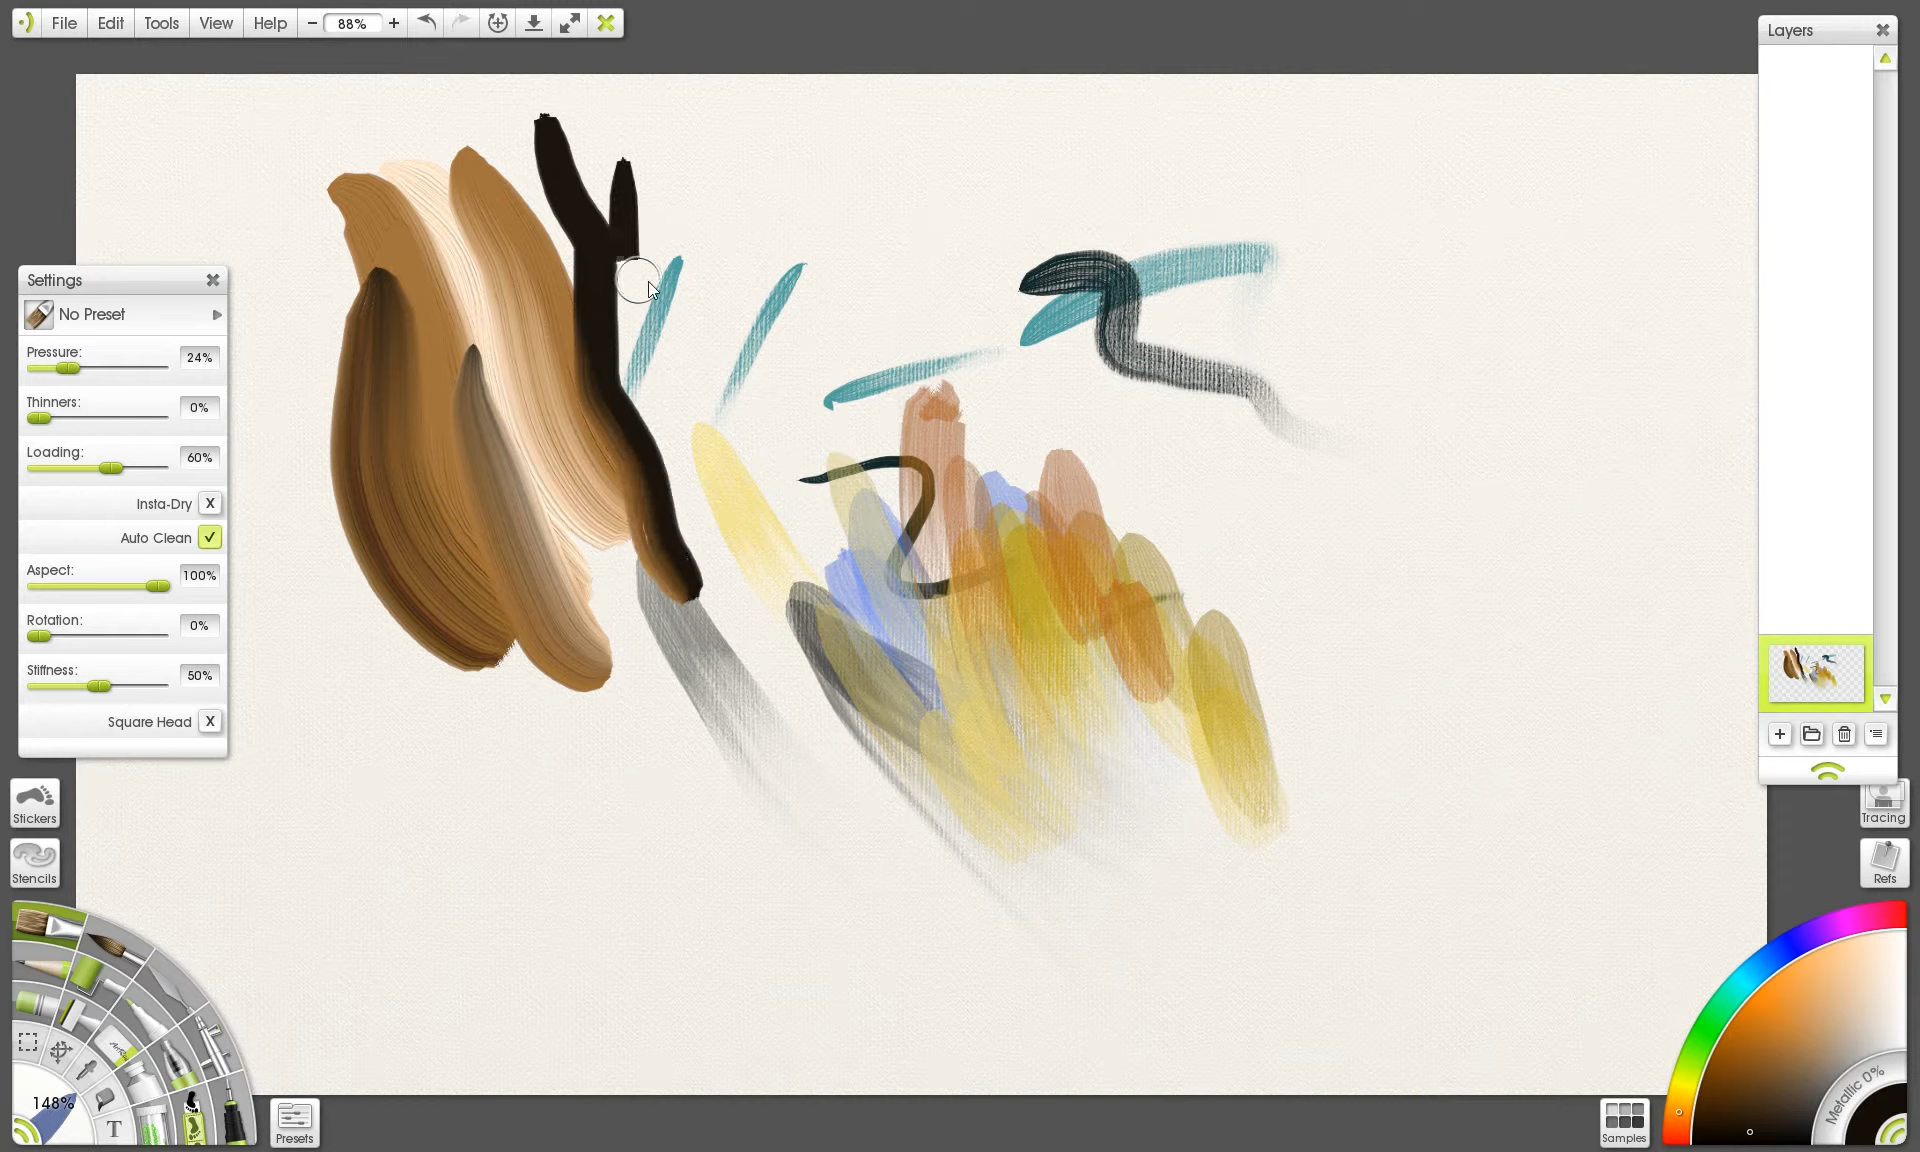 File Edit Tools View Help − 88% +
Layers
Settings
No Preset
Pressure: 24%
Thinners: 0%
Loading: 60%
Insta-Dry X
Auto Clean
Aspect: 100%
Rotation: 0%
Stiffness: 50%
Square Head X
Stickers
Stencils
148%
T
Presets
Tracing
Refs
Metallic 0%
Samples